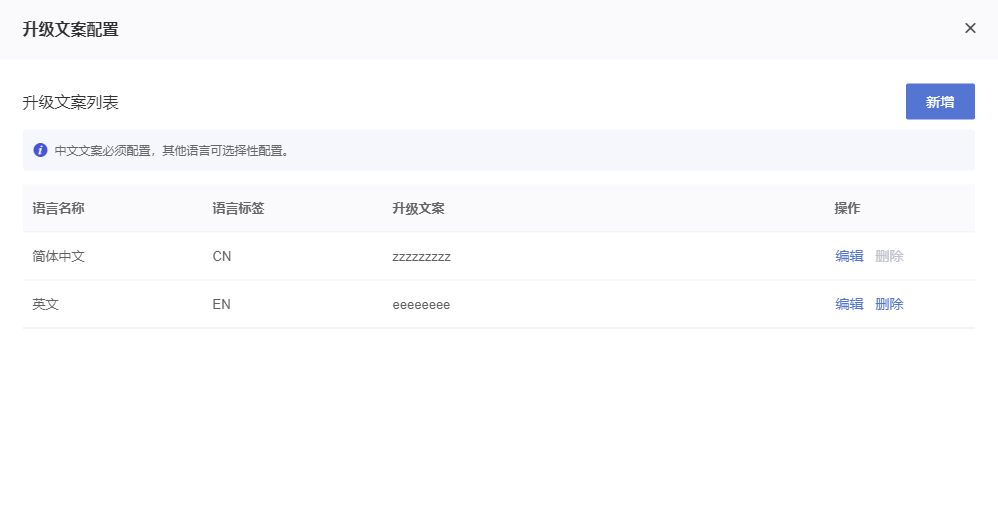 升级文案配置
升级文案列表
新增
中文文案必须配置，其他语言可选择性配置。
语言名称 语言标签 升级文案 操作
简体中文 CN zzzzzzzzz 编辑 删除
英文 EN eeeeeeee 编辑 删除